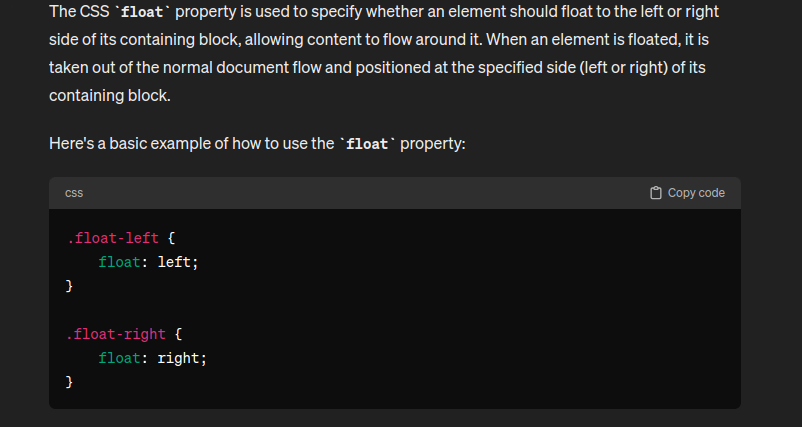 The CSS `float` property is used to specify whether an element should float to the left or right
side of its containing block, allowing content to flow around it. When an element is floated, it is
taken out of the normal document flow and positioned at the specified side (left or right) of its
containing block.
Here's a basic example of how to use the `float` property:
css
Copy code
.float-left {
    float: left;
}
.float-right {
    float: right;
}